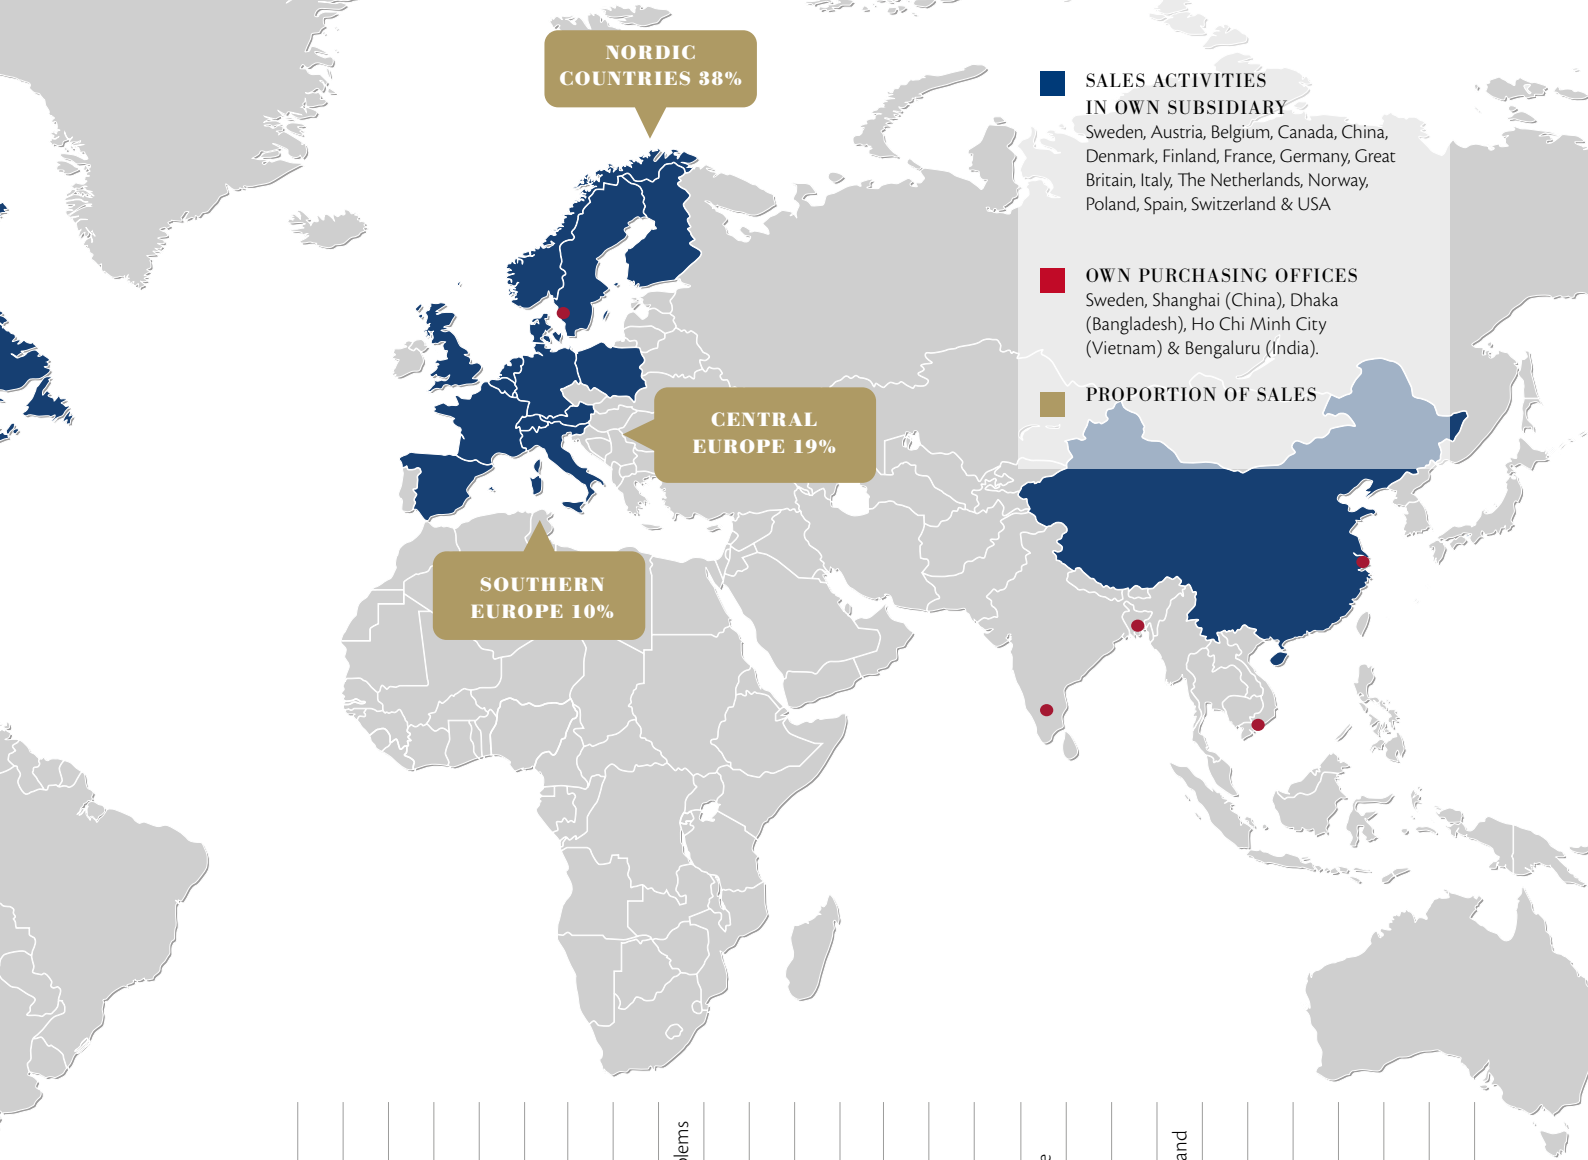 NORDIC
COUNTRIES 38%
SALES ACTIVITIES
IN OWN SUBSIDIARY
Sweden, Austria, Belgium, Canada, China,
Denmark, Finland, France, Germany, Great
Britain, Italy, The Netherlands, Norway,
Poland, Spain, Switzerland & USA
OWN PURCHASING OFFICES
Sweden, Shanghai (China), Dhaka
(Bangladesh), Ho Chi Minh City
(Vietnam) & Bengaluru (India).
PROPORTION OF SALES
CENTRAL
EUROPE 19%
SOUTHERN
EUROPE 10%
and